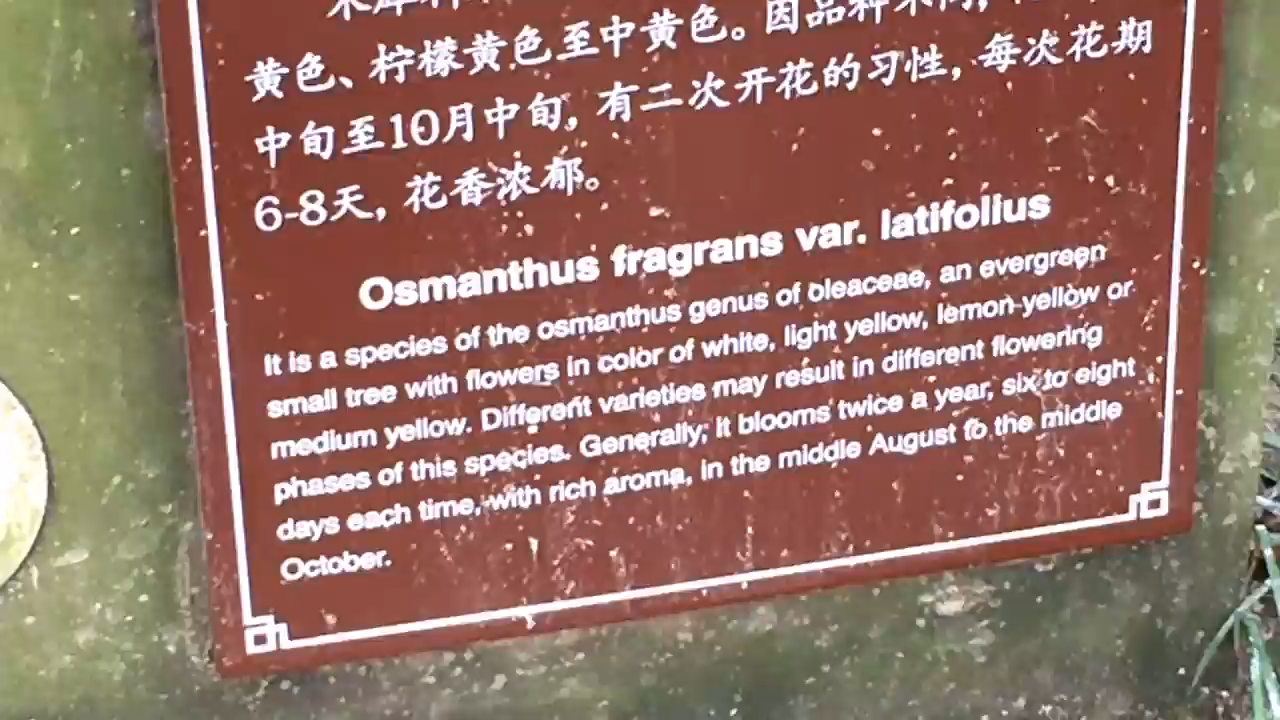 黄色、柠檬黄色至中黄色。因品种不同，
中旬至10月中旬，有二次开花的习性，每次花期
6-8天，花香浓郁。
Osmanthus fragrans var. latifolius
It is a species of the osmanthus genus of oleaceae, an evergreen
small tree with flowers in color of white, light yellow, lemon-yellow or
medium yellow. Different varieties may result in different flowering
phases of this species. Generally, it blooms twice a year, six to eight
days each time, with rich aroma, in the middle August to the middle
October.